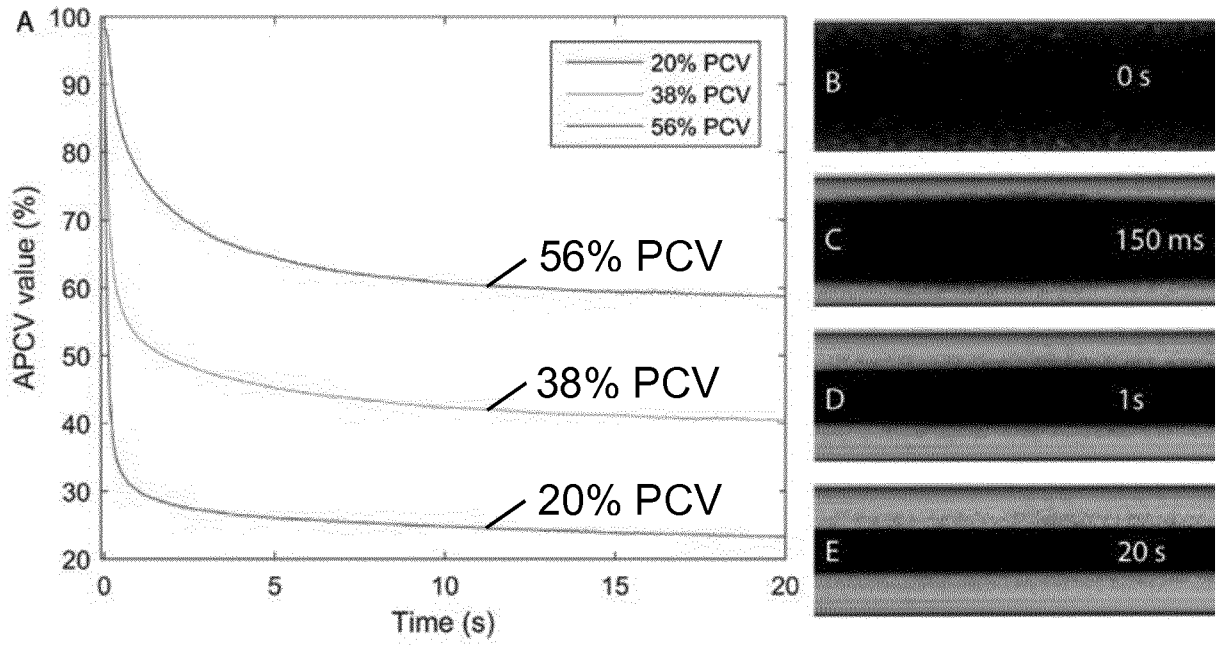 A
100
90
80
70
60
50
40
30
20
0
5
10
15
20
APCV value (%)
Time (s)
20% PCV
38% PCV
56% PCV
56% PCV
38% PCV
20% PCV
B 0 s
C 150 ms
D 1s
E 20 s